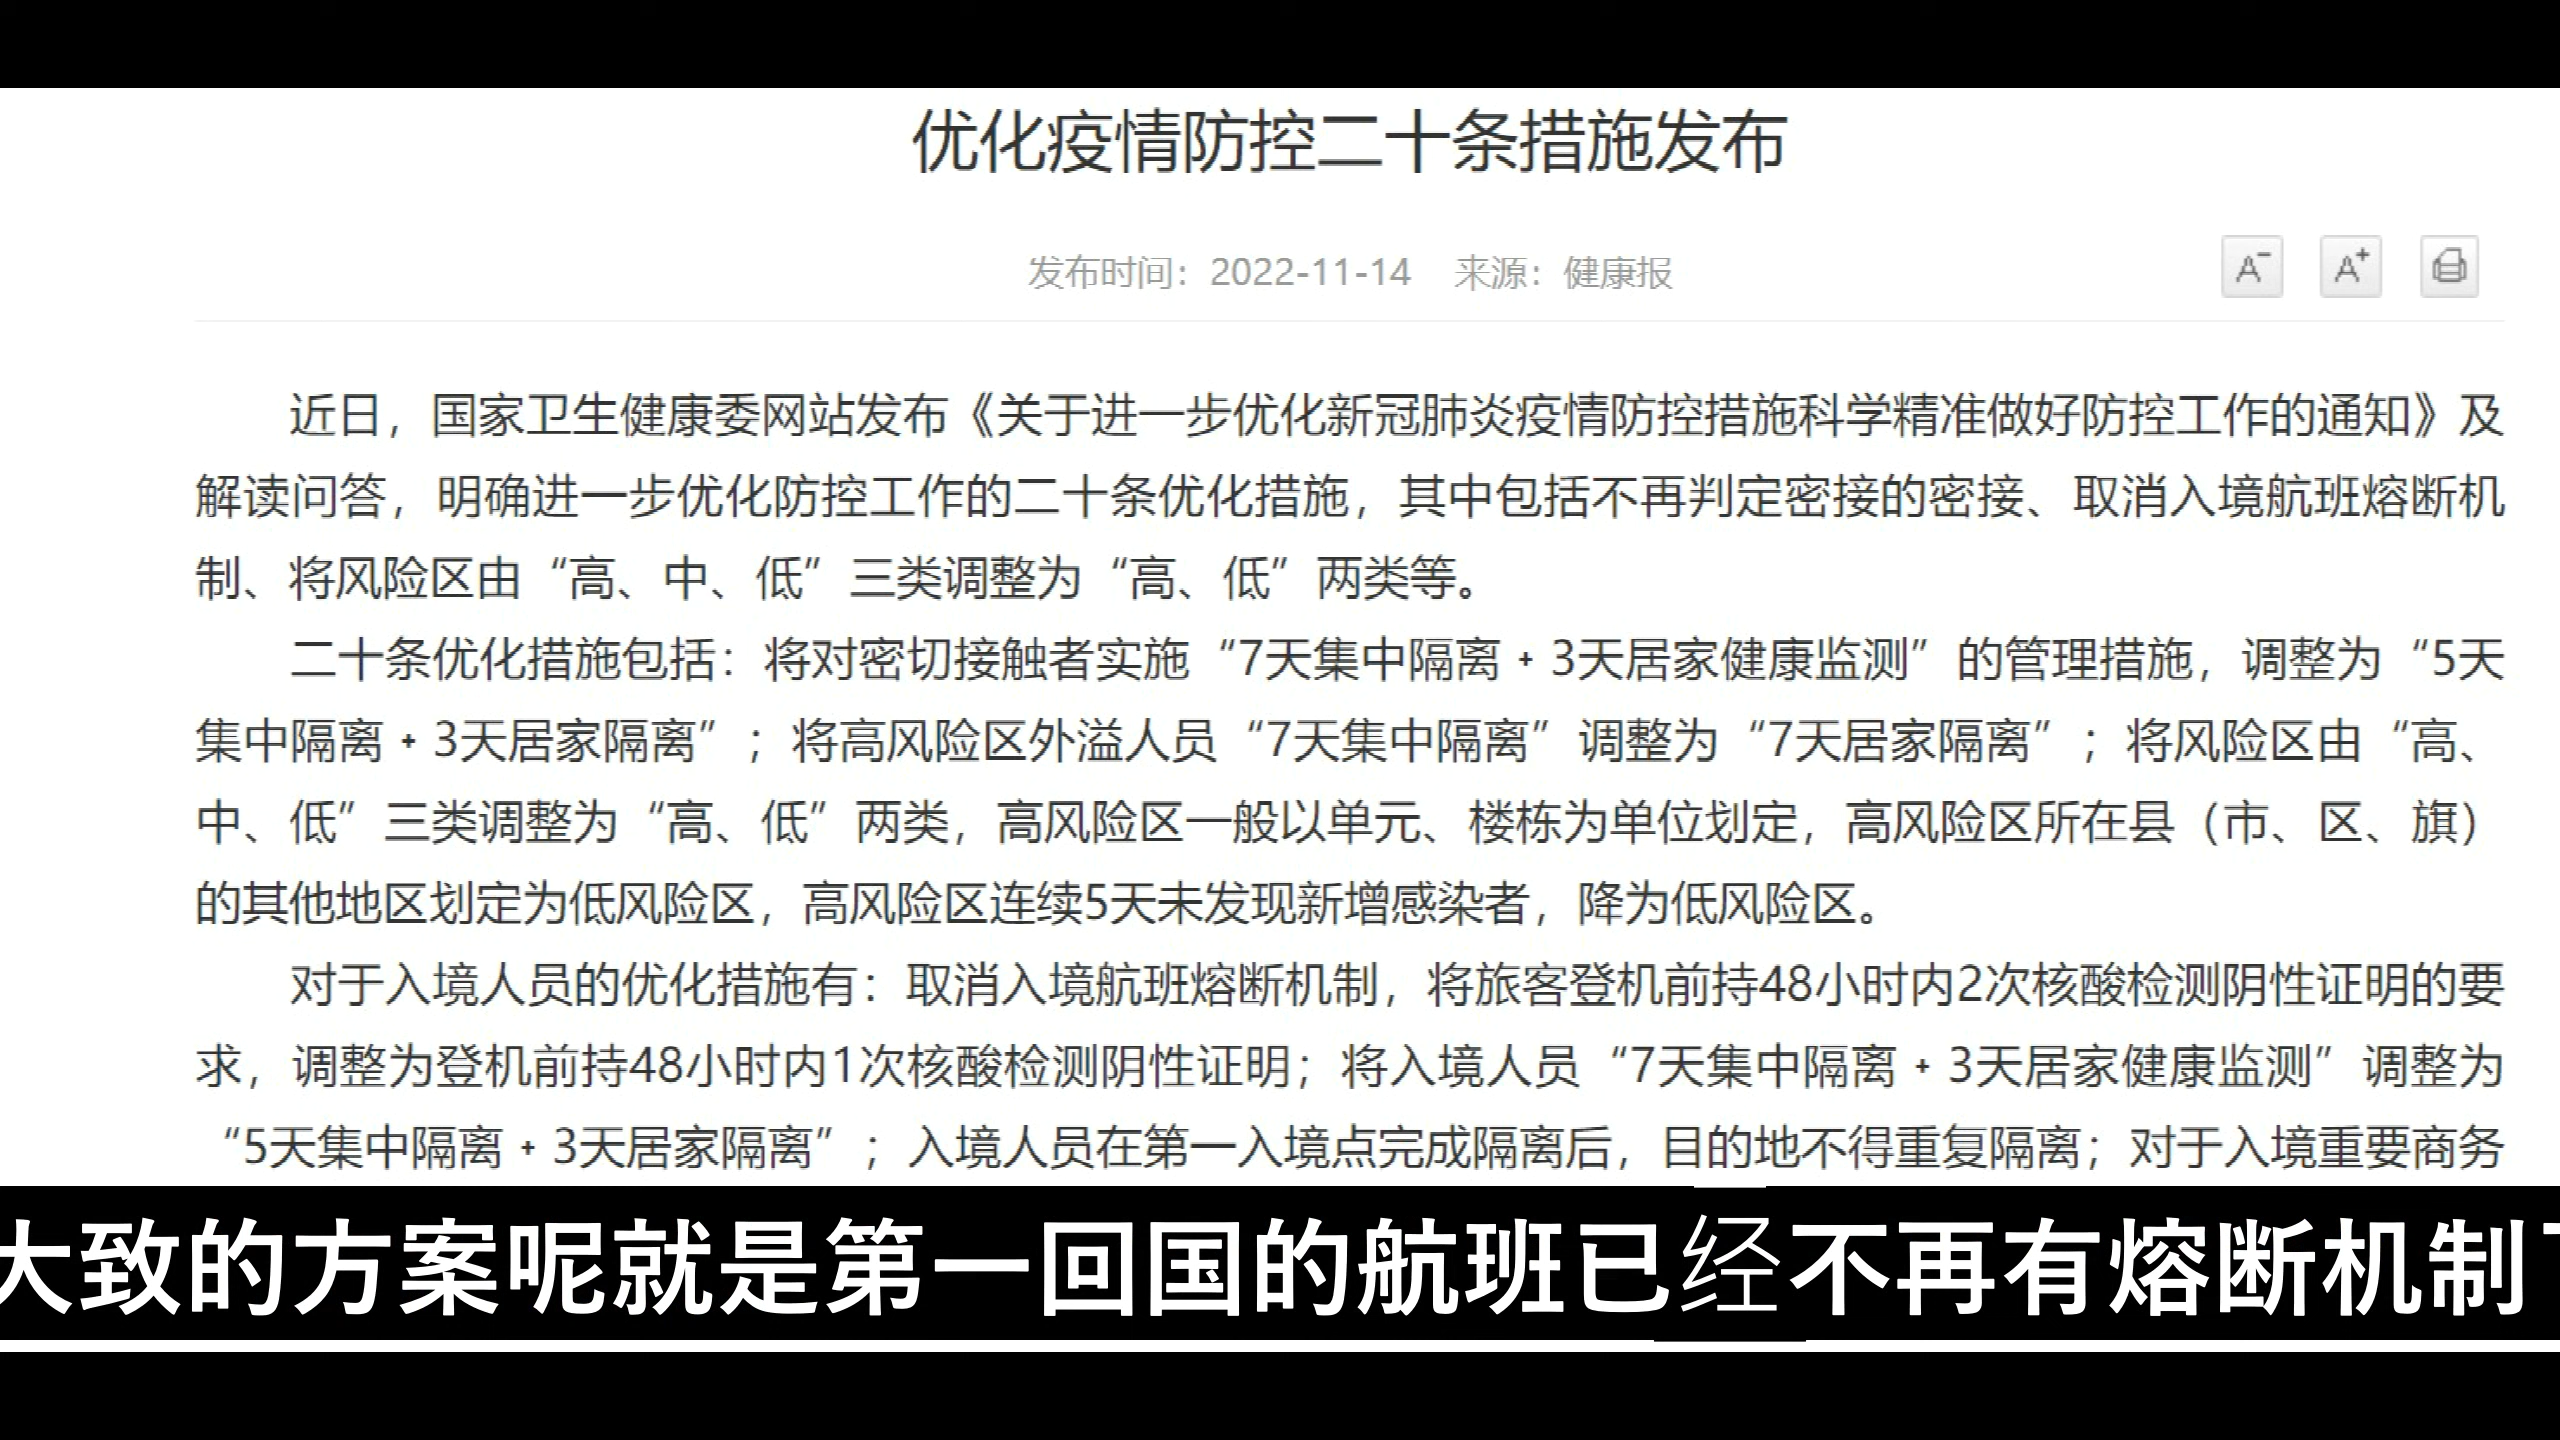 优化疫情防控二十条措施发布
发布时间：2022-11-14 来源：健康报
A- A+
近日，国家卫生健康委网站发布《关于进一步优化新冠肺炎疫情防控措施科学精准做好防控工作的通知》及
解读问答，明确进一步优化防控工作的二十条优化措施，其中包括不再判定密接的密接、取消入境航班熔断机
制、将风险区由“高、中、低”三类调整为“高、低”两类等。
二十条优化措施包括：将对密切接触者实施“7天集中隔离+3天居家健康监测”的管理措施，调整为“5天
集中隔离+3天居家隔离”；将高风险区外溢人员“7天集中隔离”调整为“7天居家隔离”；将风险区由“高、
中、低”三类调整为“高、低”两类，高风险区一般以单元、楼栋为单位划定，高风险区所在县（市、区、旗）
的其他地区划定为低风险区，高风险区连续5天未发现新增感染者，降为低风险区。
对于入境人员的优化措施有：取消入境航班熔断机制，将旅客登机前持48小时内2次核酸检测阴性证明的要
求，调整为登机前持48小时内1次核酸检测阴性证明；将入境人员“7天集中隔离+3天居家健康监测”调整为
“5天集中隔离+3天居家隔离”；入境人员在第一入境点完成隔离后，目的地不得重复隔离；对于入境重要商务
大致的方案呢就是第一回国的航班已经不再有熔断机制了